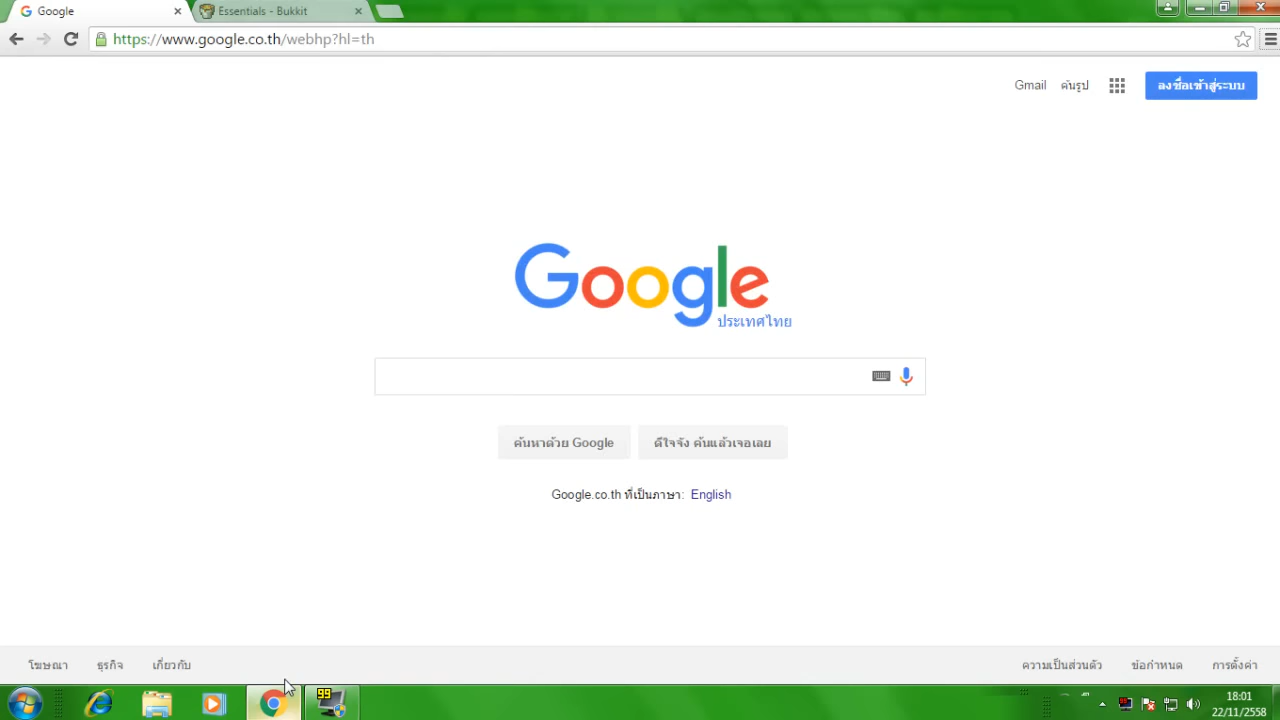 Google
Essentials - Bukkit
https://www.google.co.th/webhp?hl=th
Gmail
ค้นรูป
ลงชื่อเข้าสู่ระบบ
Google
ประเทศไทย
ค้นหาด้วย Google
ดีใจจัง ค้นแล้วเจอเลย
Google.co.th ที่เป็นภาษา: English
โฆษณา
ธุรกิจ
เกี่ยวกับ
ความเป็นส่วนตัว
ข้อกำหนด
การตั้งค่า
99
18:01
22/11/2558